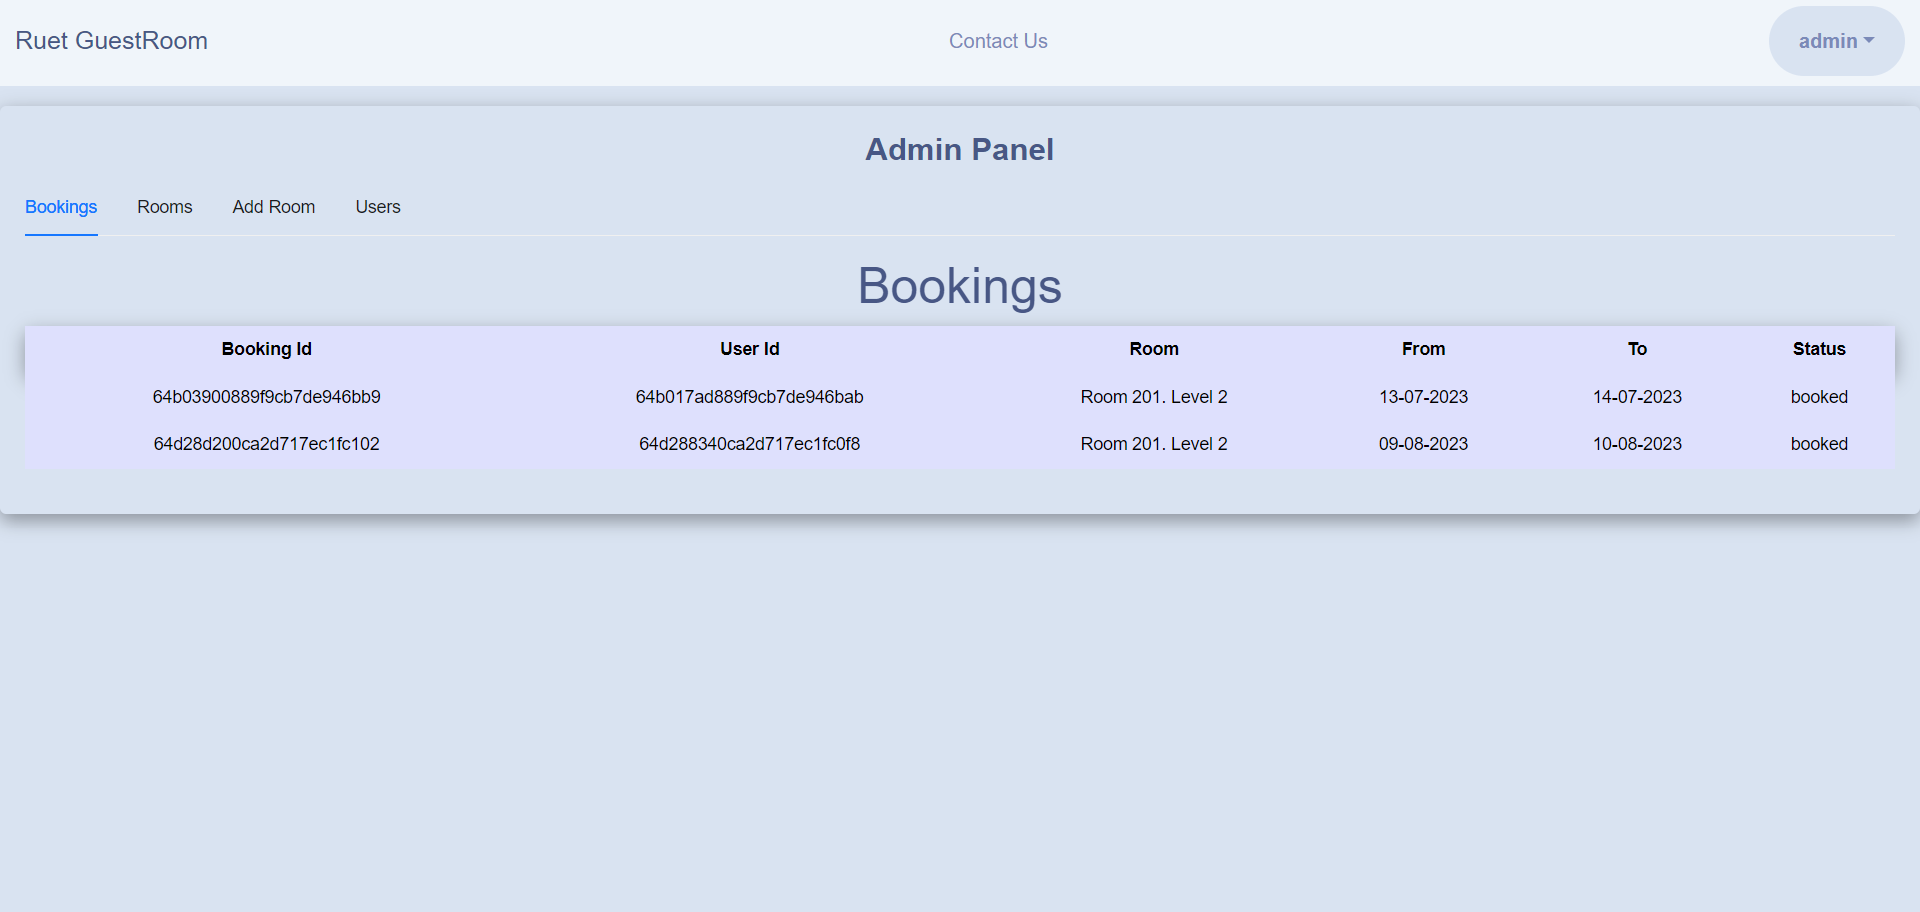 Ruet GuestRoom Contact Us admin
Admin Panel
Bookings Rooms Add Room Users
Bookings
Booking Id User Id Room From To Status
64b03900889f9cb7de946bb9 64b017ad889f9cb7de946bab Room 201. Level 2 13-07-2023 14-07-2023 booked
64d28d200ca2d717ec1fc102 64d288340ca2d717ec1fc0f8 Room 201. Level 2 09-08-2023 10-08-2023 booked